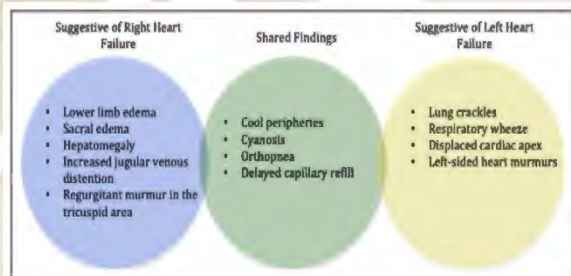 Suggestive of Right Heart
Failure
• Lower limb edema
• Sacral edema
• Hepatomegaly
• Increased jugular venous
distention
• Regurgitant murmur in the
tricuspid area
Shared Findings
• Cool peripheries
• Cyanosis
• Orthopnea
• Delayed capillary refill
Suggestive of Left Heart
Failure
• Lung crackles
• Respiratory wheeze
• Displaced cardiac apex
• Left-sided heart murmurs